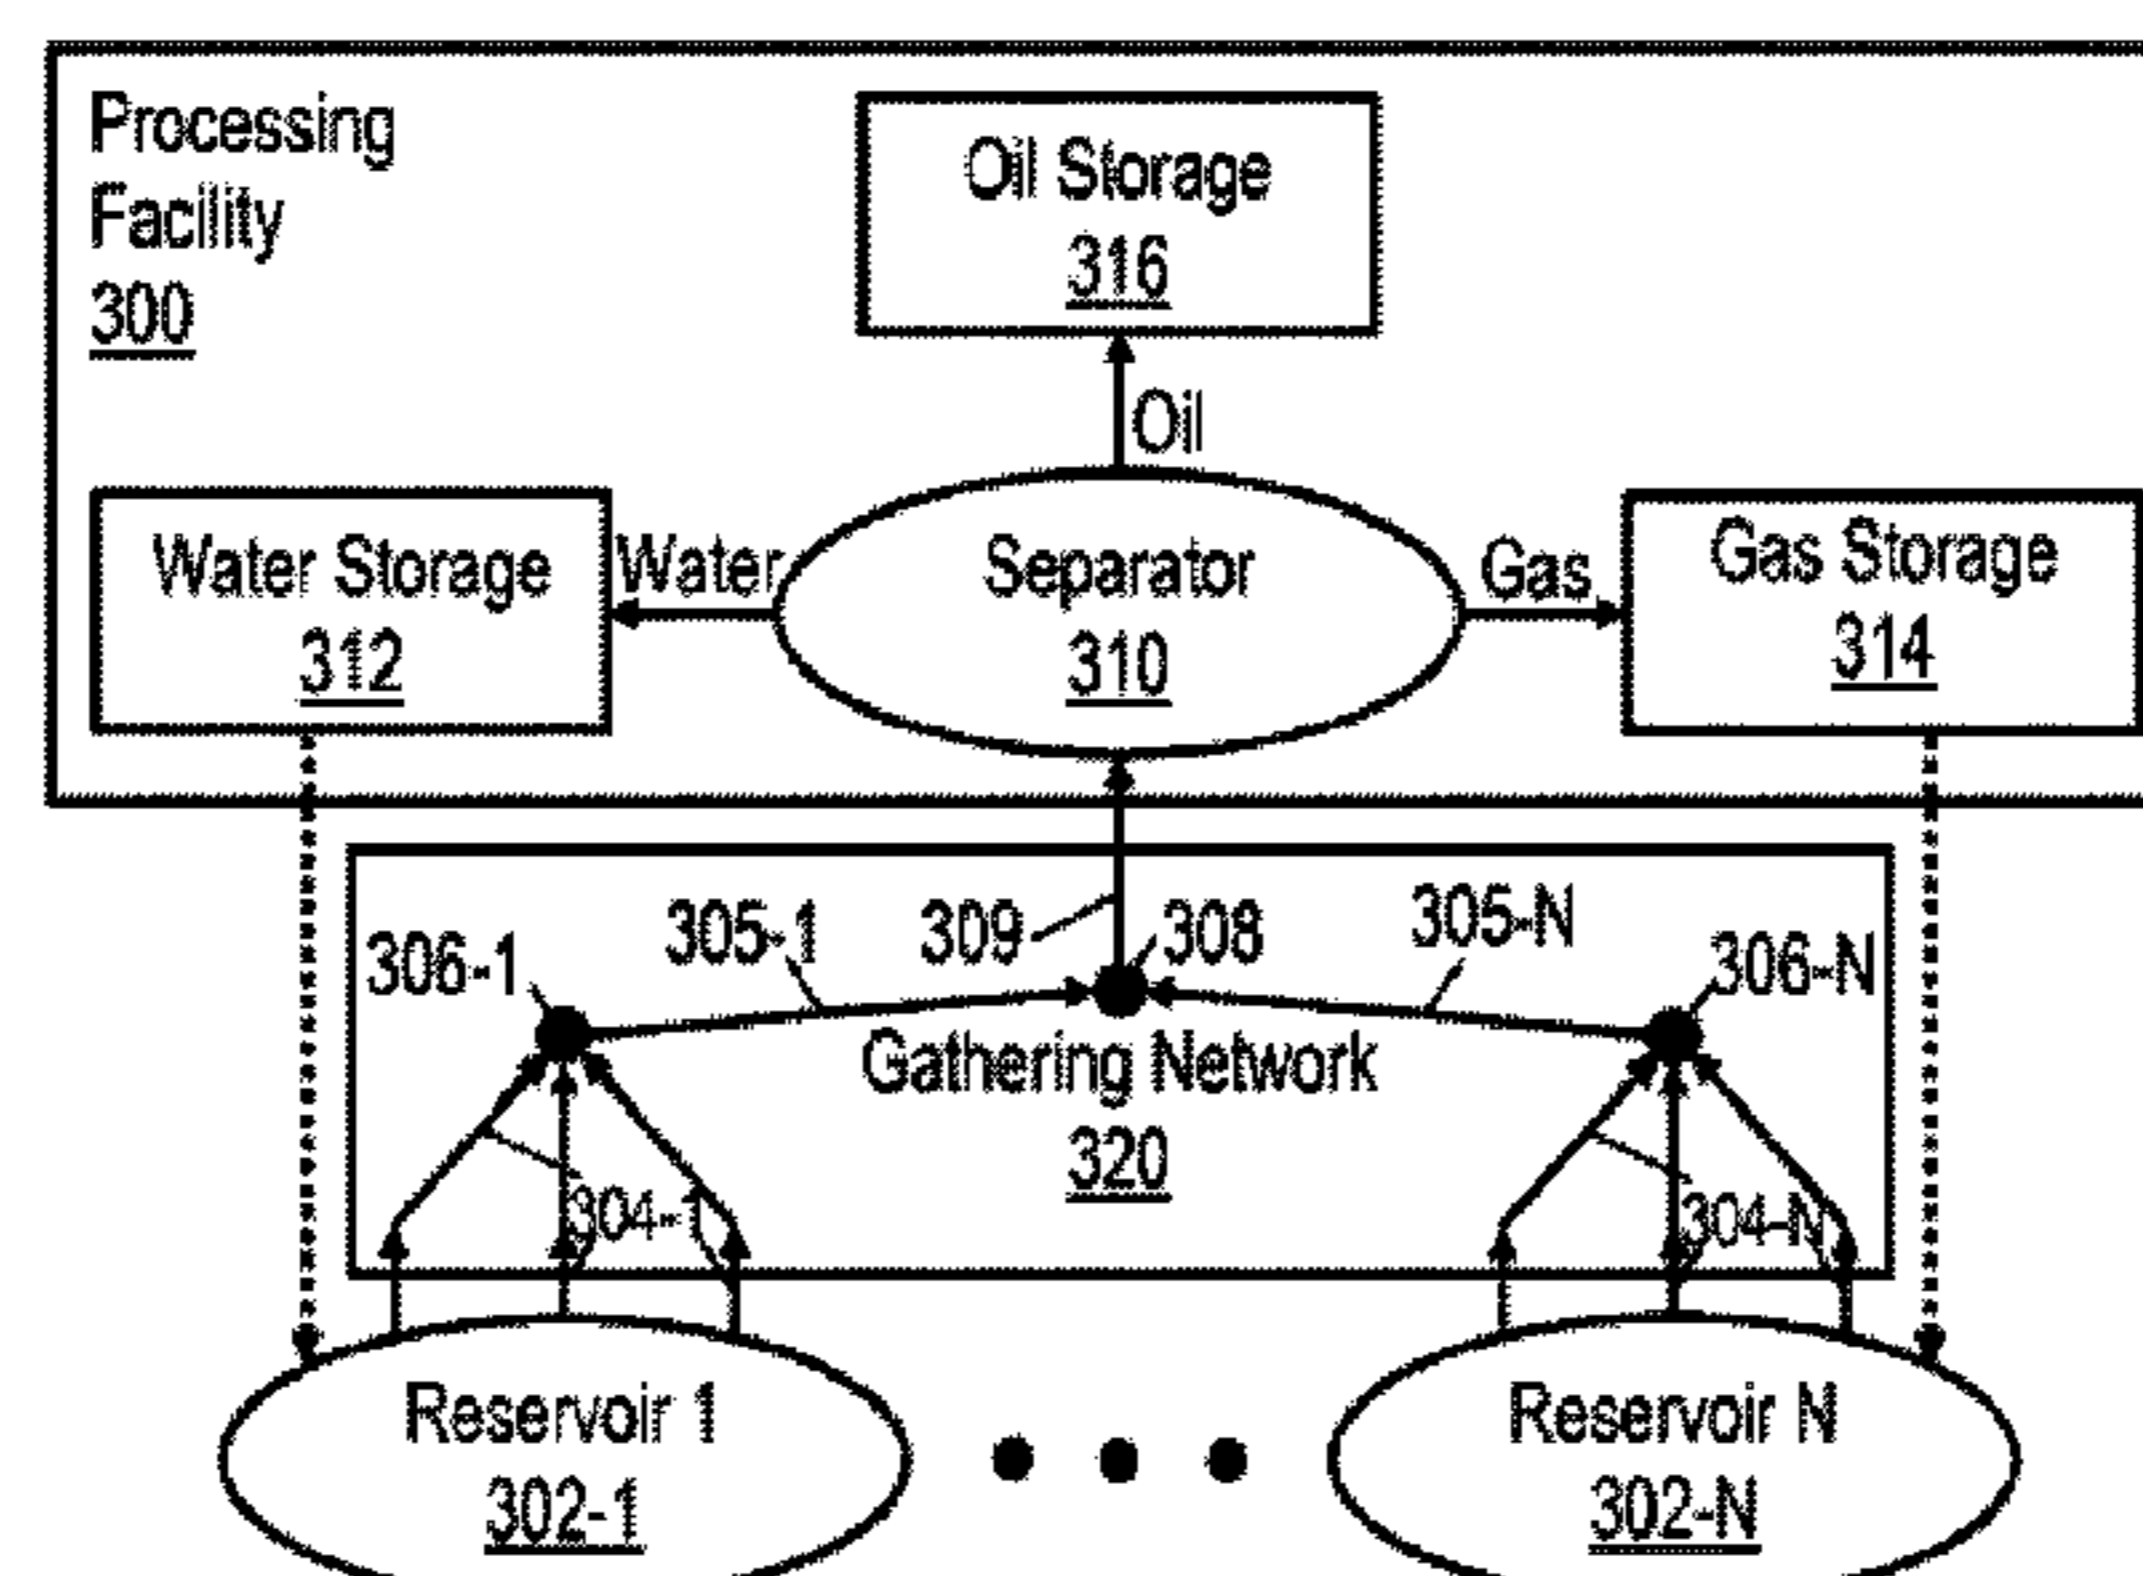 Processing
Facility
300
Oil Storage
316
Oil
Water Storage
312
Water
Separator
310
Gas
Gas Storage
314
306-1
305-1
309
308
305-N
306-N
Gathering Network
320
304-1
304-N
Reservoir 1
302-1
Reservoir N
302-N